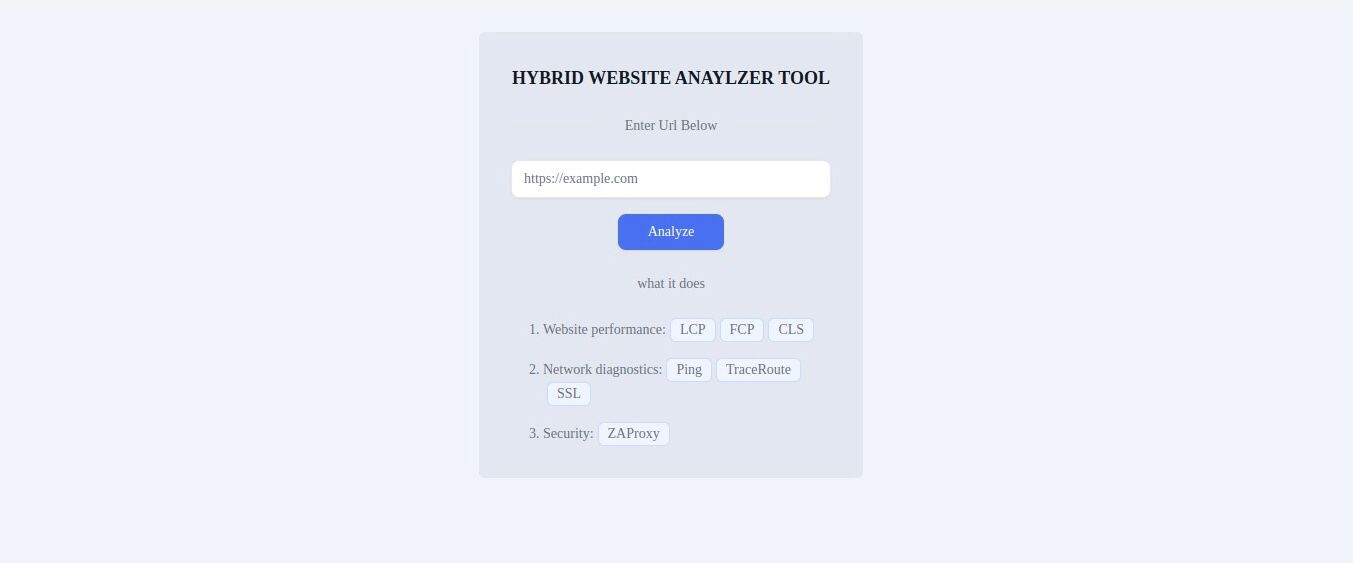 HYBRID WEBSITE ANAYLZER TOOL
Enter Url Below
https://example.com
Analyze
what it does
1. Website performance: LCP FCP CLS
2. Network diagnostics: Ping TraceRoute
SSL
3. Security: ZAProxy